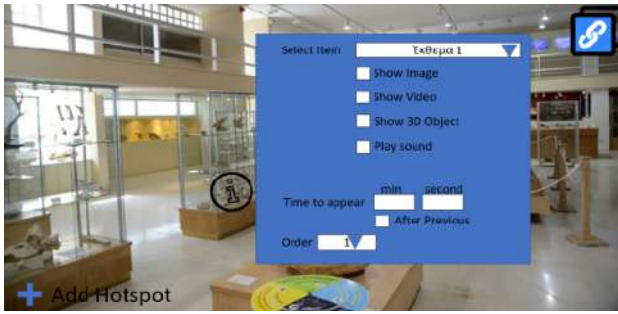 Select Item Έκθεμα 1
Show Image
Show Video
Show 3D Object
Play sound
min second
Time to appear
After Previous
i
Order 1
Add Hotspot